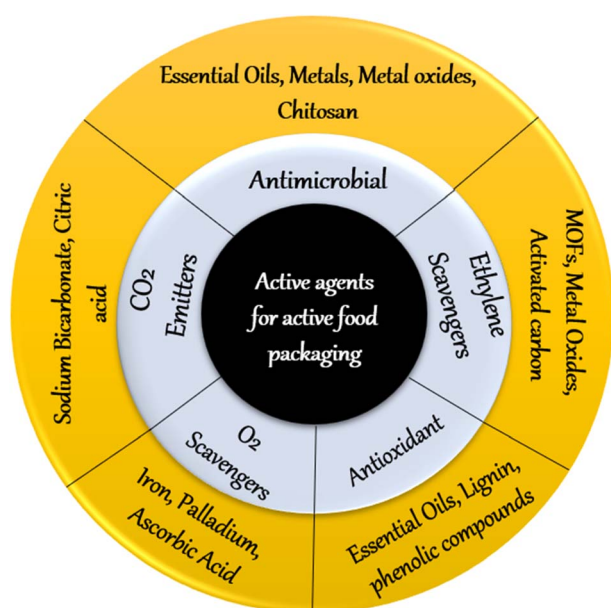 Essential Oils, Metals, Metal oxides,
Chitosan
Antimicrobial
MOFs, Metal Oxides,
Activated carbon
Ethylene
Scavengers
Essential Oils, Lignin,
phenolic compounds
Antioxidant
Iron, Palladium,
Ascorbic Acid
O₂
Scavengers
Sodium Bicarbonate, Citric
acid
CO₂
Emitters
Active agents
for active food
packaging